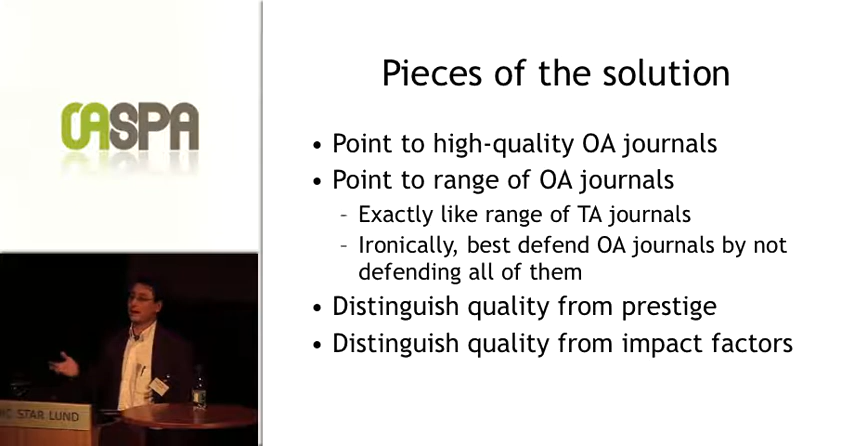 OASPA
Pieces of the solution
• Point to high-quality OA journals
• Point to range of OA journals
- Exactly like range of TA journals
- Ironically, best defend OA journals by not
defending all of them
• Distinguish quality from prestige
• Distinguish quality from impact factors
STAR LUND